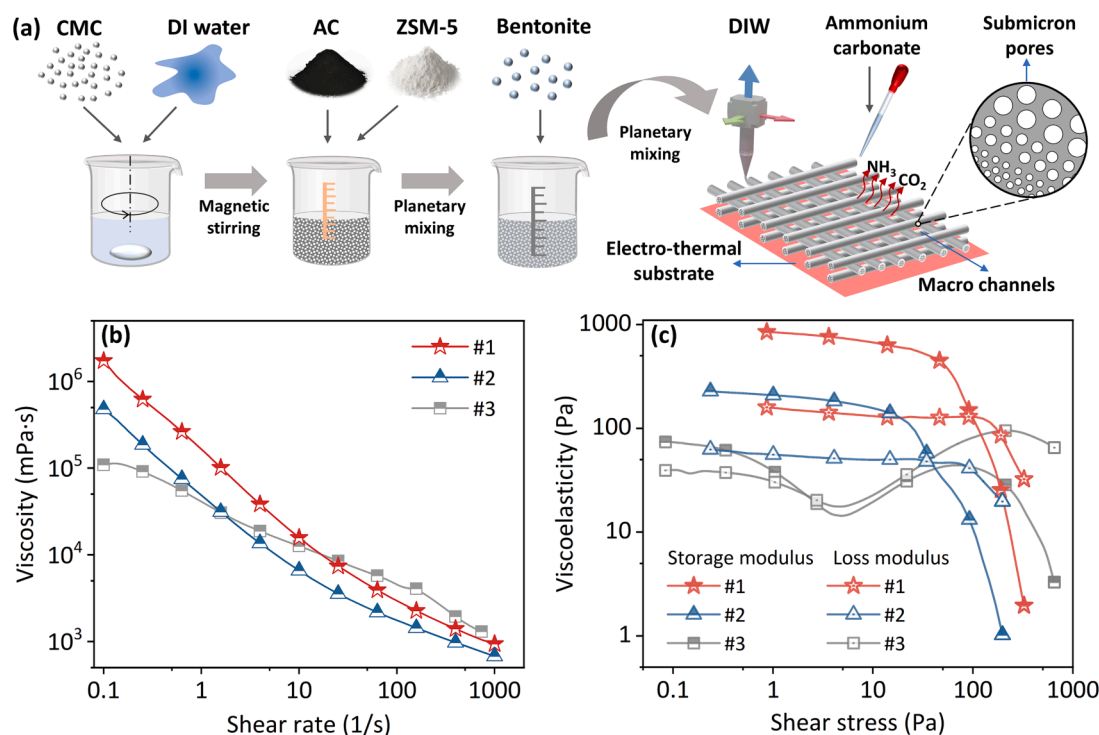 (a)
CMC
DI water
AC
ZSM-5
Bentonite
DIW
Ammonium
carbonate
Submicron
pores
Magnetic
stirring
Planetary
mixing
Planetary
mixing
NH3
CO2
Electro-thermal
substrate
Macro channels
(b)
#1
#2
#3
10^6
10^5
10^4
10^3
Viscosity (mPa·s)
0.1
1
10
100
1000
Shear rate (1/s)
(c)
1000
100
10
1
Viscoelasticity (Pa)
Storage modulus
Loss modulus
#1
#1
#2
#2
#3
#3
0.1
1
10
100
1000
Shear stress (Pa)